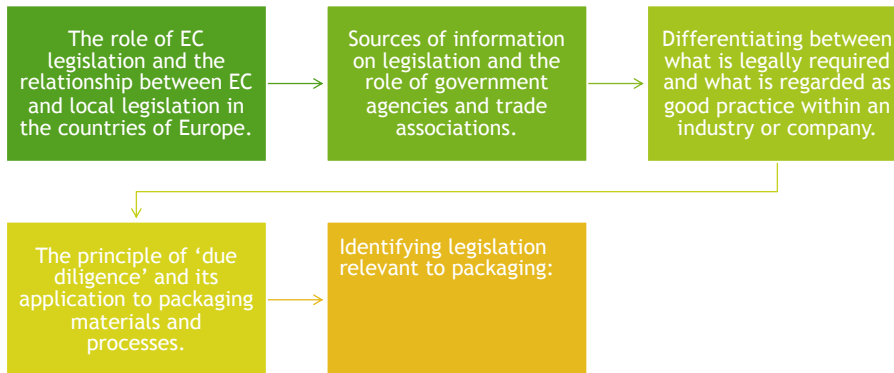 The role of EC
legislation and the
relationship between EC
and local legislation in
the countries of Europe.
Sources of information
on legislation and the
role of government
agencies and trade
associations.
Differentiating between
what is legally required
and what is regarded as
good practice within an
industry or company.
The principle of ‘due
diligence’ and its
application to packaging
materials and
processes.
Identifying legislation
relevant to packaging: